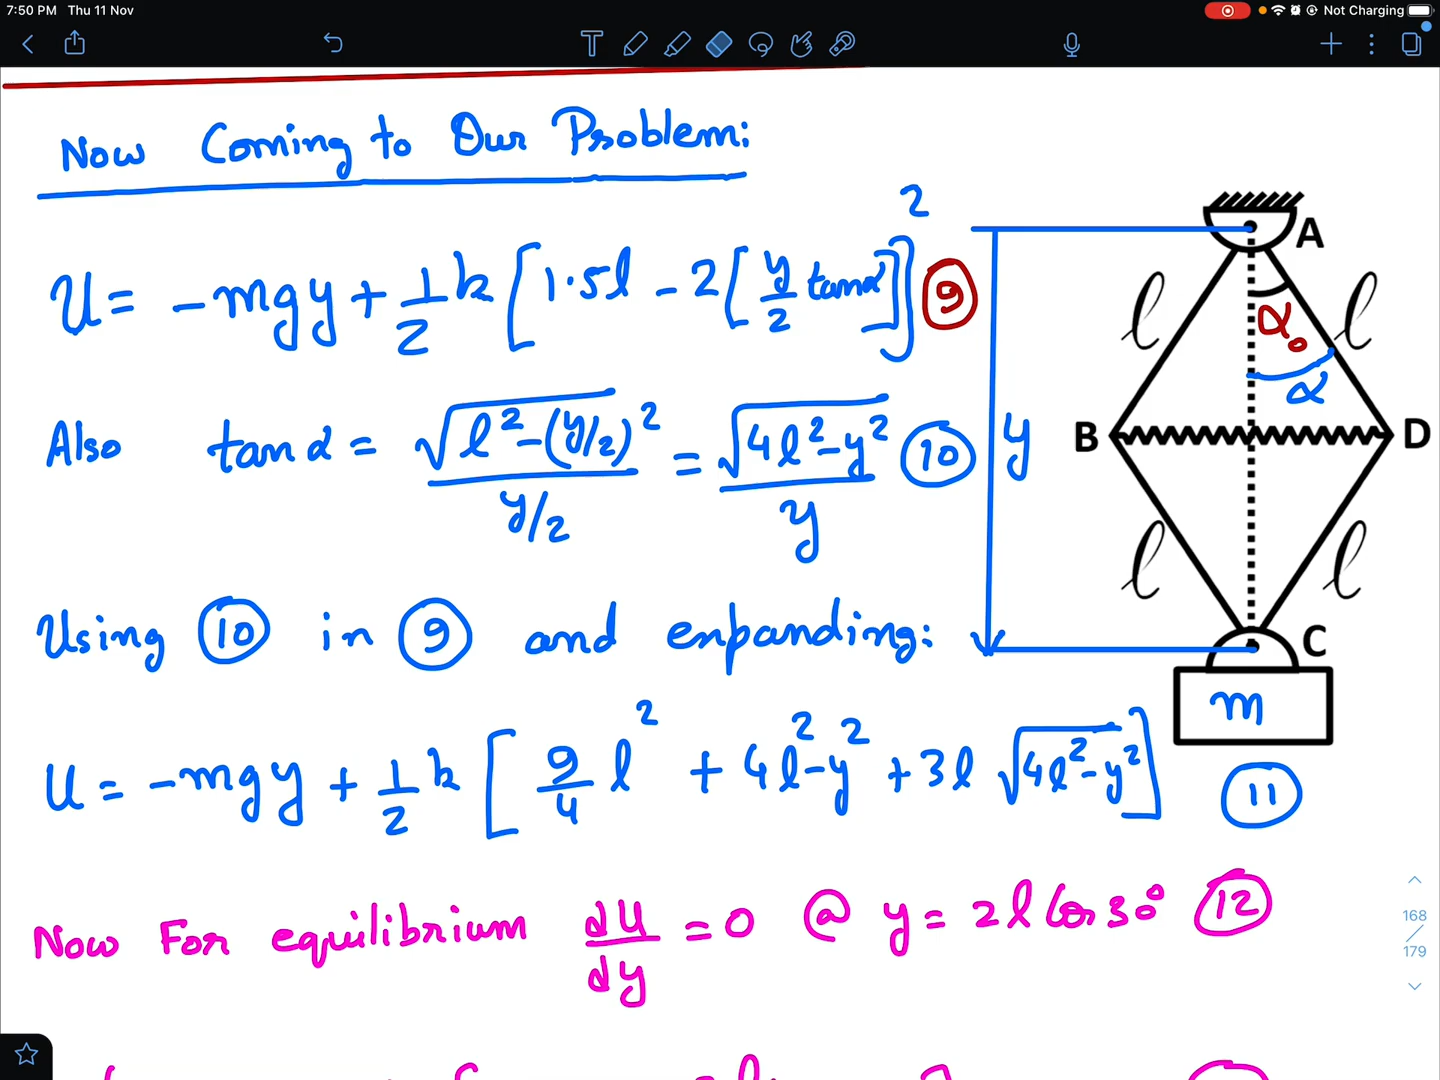 7:50 PM Thu 11 Nov
Not Charging
Now Coming to Our Problem:
U = -mgy + 1/2 k [1.5l - 2[y/2 tanα]]² ⑨
Also tanα = √(l²-(y/2)²) / (y/2) = √(4l²-y²) / y ⑩
Using ⑩ in ⑨ and expanding:
U = -mgy + 1/2 k [9/4 l² + 4l²-y² + 3l √(4l²-y²)] ⑪
Now For equilibrium dU/dy = 0 @ y = 2l Cos 30° ⑫
A
l l
α₀
α
B D
y
l l
C
m
168
179